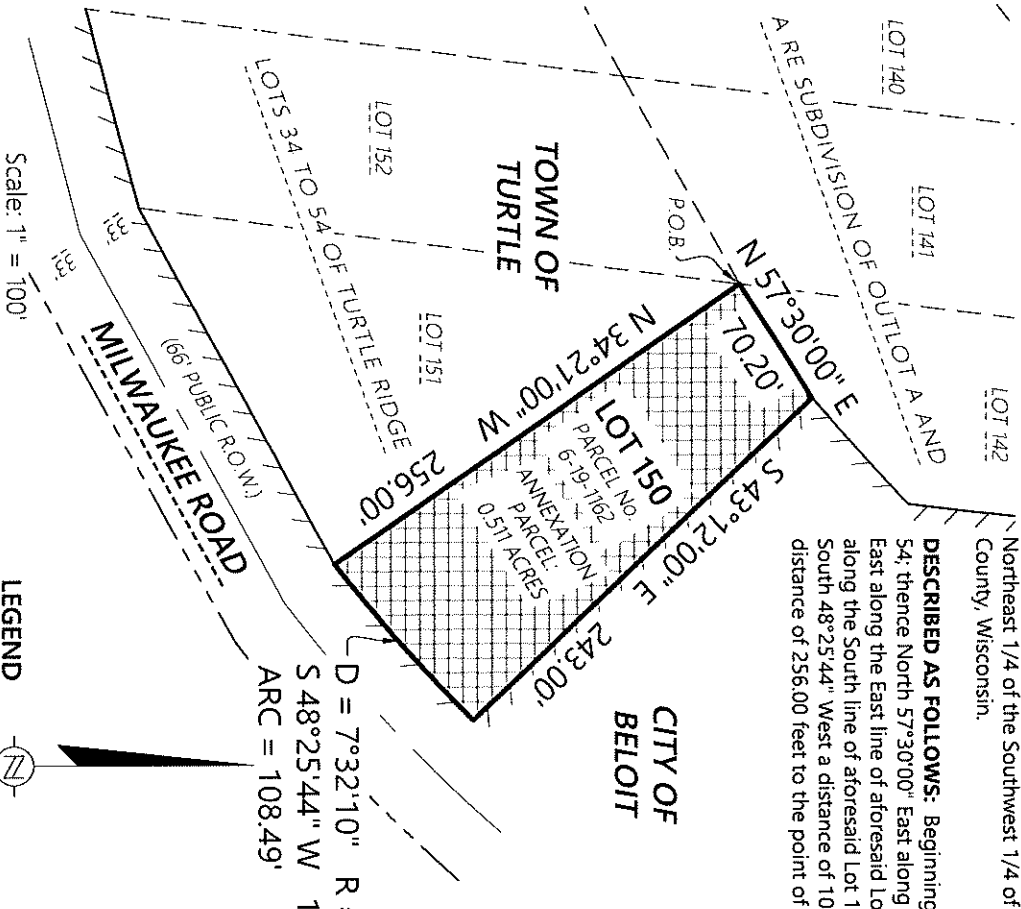 Northeast 1/4 of the Southwest 1/4 of
County, Wisconsin.
DESCRIBED AS FOLLOWS: Beginning
54; thence North 57°30'00" East along
East along the East line of aforesaid Lo
along the South line of aforesaid Lot 1
South 48°25'44" West a distance of 10
distance of 256.00 feet to the point of
LOT 140
LOT 141
LOT 142
A RE SUBDIVISION OF OUTLOT A AND
LOTS 34 TO 54 OF TURTLE RIDGE
LOT 152
LOT 151
TOWN OF
TURTLE
P.O.B.
N 57°30'00" E
70.20'
N 34°21'00" W
256.00'
LOT 150
PARCEL No.
6-19-1162
ANNEXATION
PARCEL:
0.511 ACRES
S 43°12'00" E
243.00'
CITY OF
BELOIT
D = 7°32'10" R =
S 48°25'44" W 1
ARC = 108.49'
33'
33'
(66' PUBLIC R.O.W.)
MILWAUKEE ROAD
Scale: 1" = 100'
LEGEND
N